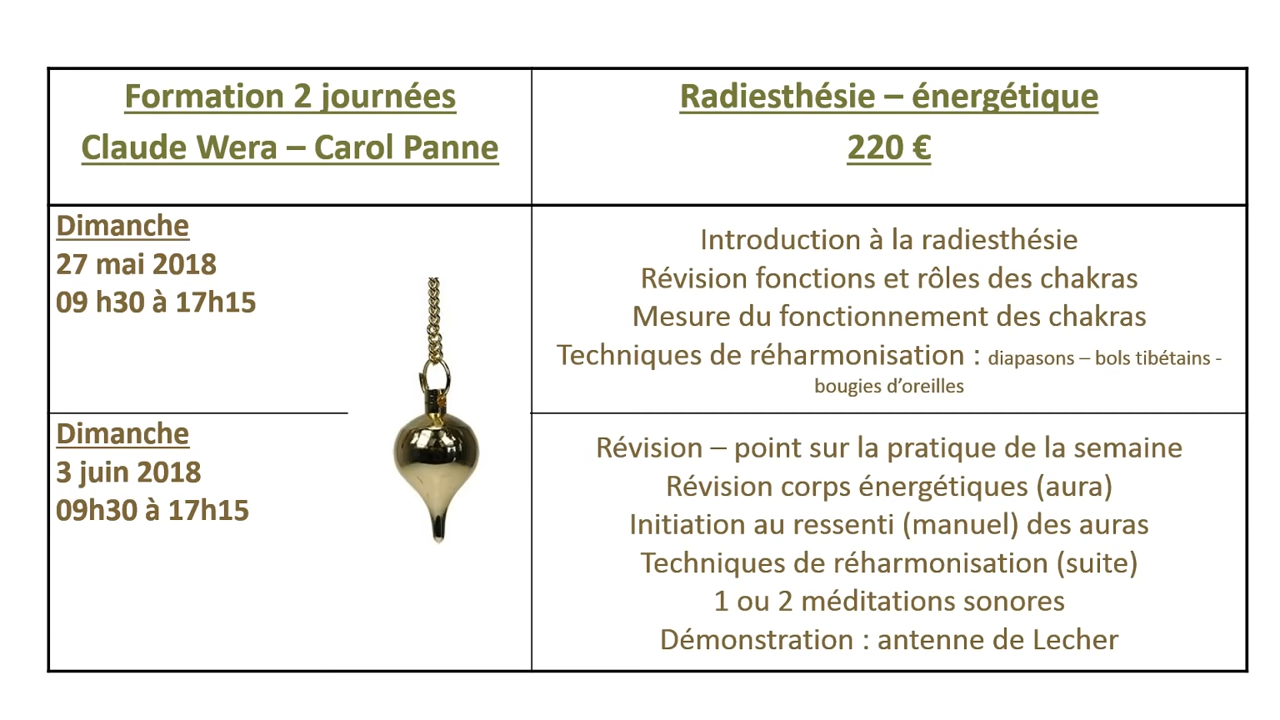 Formation 2 journées
Claude Wera – Carol Panne
Radiesthésie – énergétique
220 €
Dimanche
27 mai 2018
09 h30 à 17h15
Introduction à la radiesthésie
Révision fonctions et rôles des chakras
Mesure du fonctionnement des chakras
Techniques de réharmonisation : diapasons – bols tibétains -
bougies d’oreilles
Dimanche
3 juin 2018
09h30 à 17h15
Révision – point sur la pratique de la semaine
Révision corps énergétiques (aura)
Initiation au ressenti (manuel) des auras
Techniques de réharmonisation (suite)
1 ou 2 méditations sonores
Démonstration : antenne de Lecher